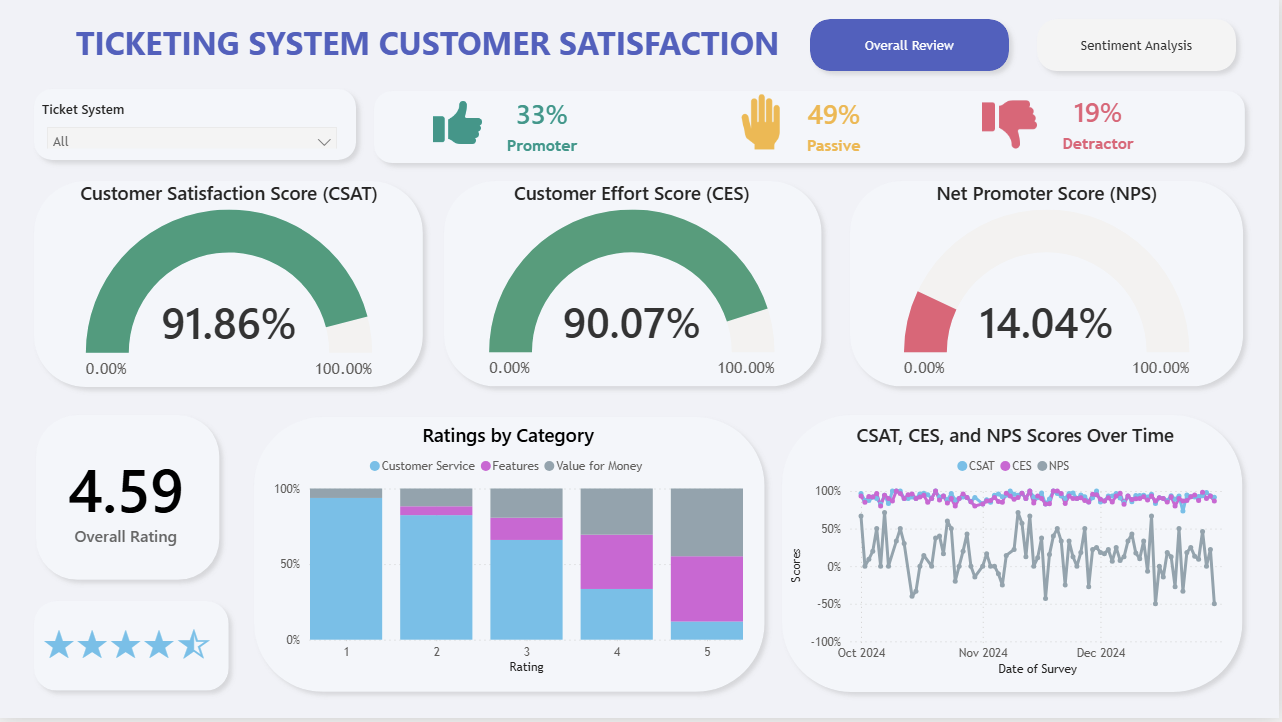 TICKETING SYSTEM CUSTOMER SATISFACTION
Overall Review
Sentiment Analysis
Ticket System
All
33%
Promoter
49%
Passive
19%
Detractor
Customer Satisfaction Score (CSAT)
91.86%
0.00%
100.00%
Customer Effort Score (CES)
90.07%
0.00%
100.00%
Net Promoter Score (NPS)
14.04%
0.00%
100.00%
4.59
Overall Rating
Ratings by Category
Customer Service Features Value for Money
100%
50%
0%
1 2 3 4 5
Rating
CSAT, CES, and NPS Scores Over Time
CSAT CES NPS
Scores
100%
50%
0%
-50%
-100%
Oct 2024 Nov 2024 Dec 2024
Date of Survey